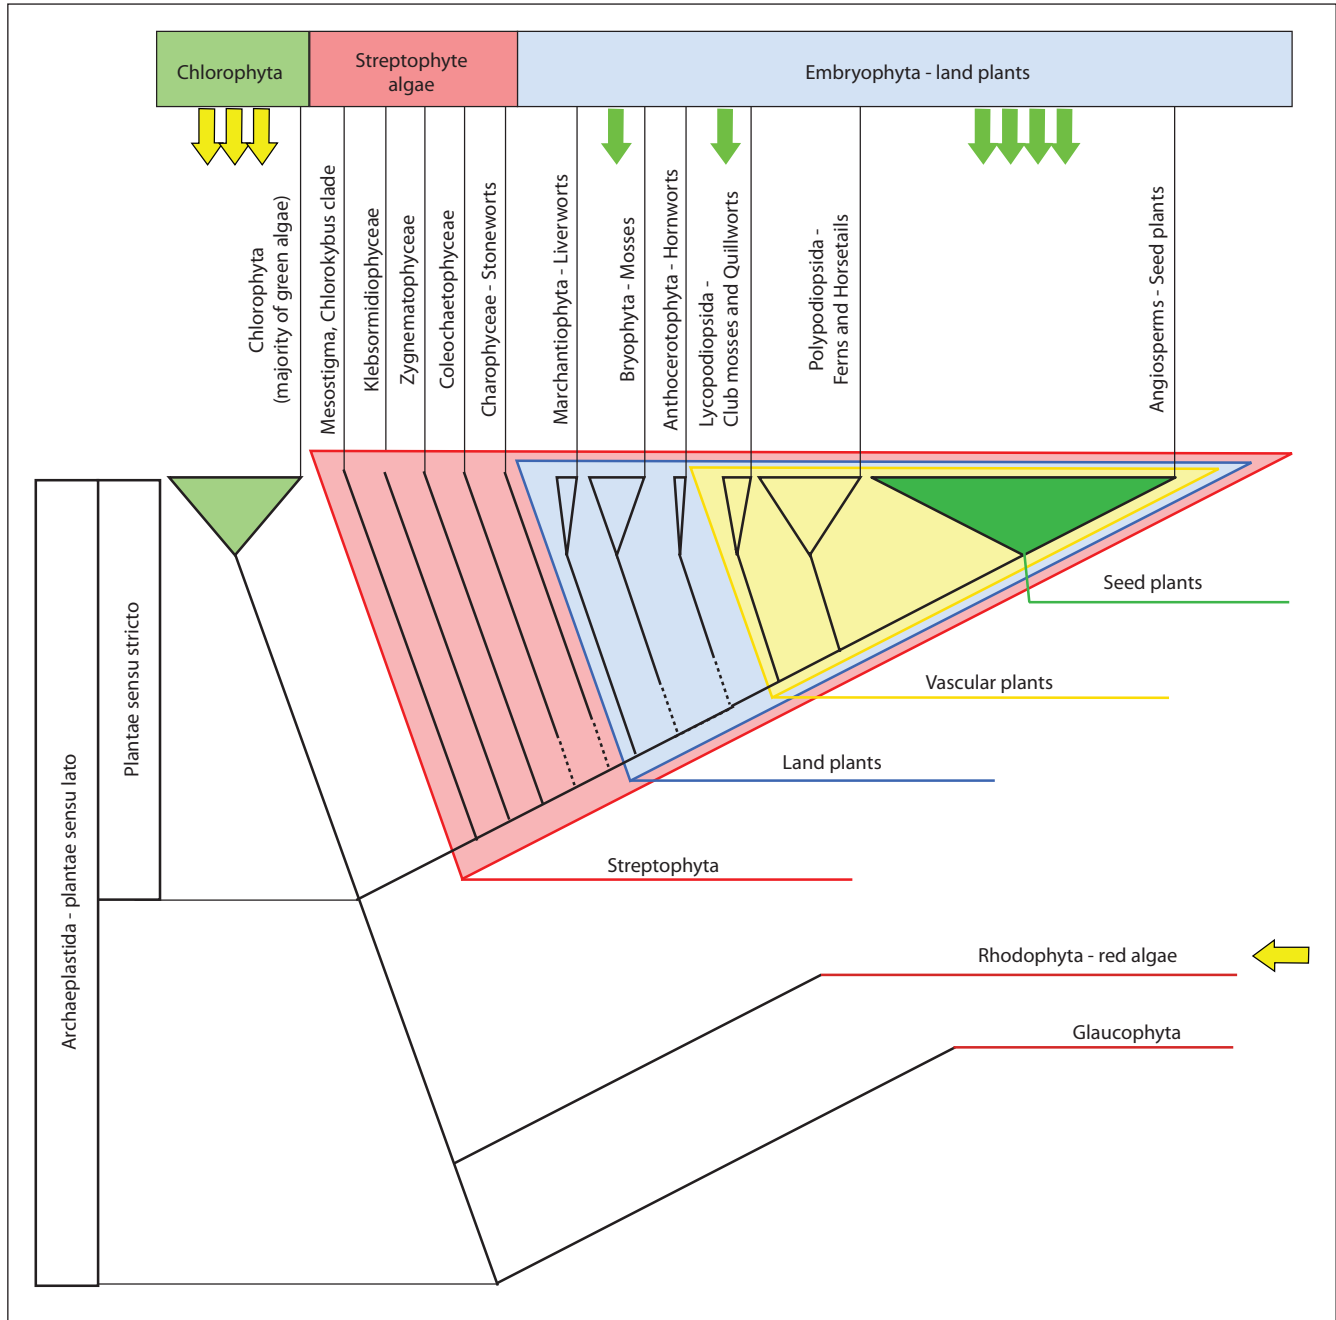 Chlorophyta
Streptophyte
algae
Embryophyta - land plants
Chlorophyta
(majority of green algae)
Mesostigma, Chlorokybus clade
Klebsormidiophyceae
Zygnematophyceae
Coleochaetophyceae
Charophyceae - Stoneworts
Marchantiophyta - Liverworts
Bryophyta - Mosses
Anthocerotophyta - Hornworts
Lycopodiopsida -
Club mosses and Quillworts
Polypodiopsida -
Ferns and Horsetails
Angiosperms - Seed plants
Seed plants
Vascular plants
Land plants
Streptophyta
Rhodophyta - red algae
Glaucophyta
Plantae sensu stricto
Archaeplastida - plantae sensu lato